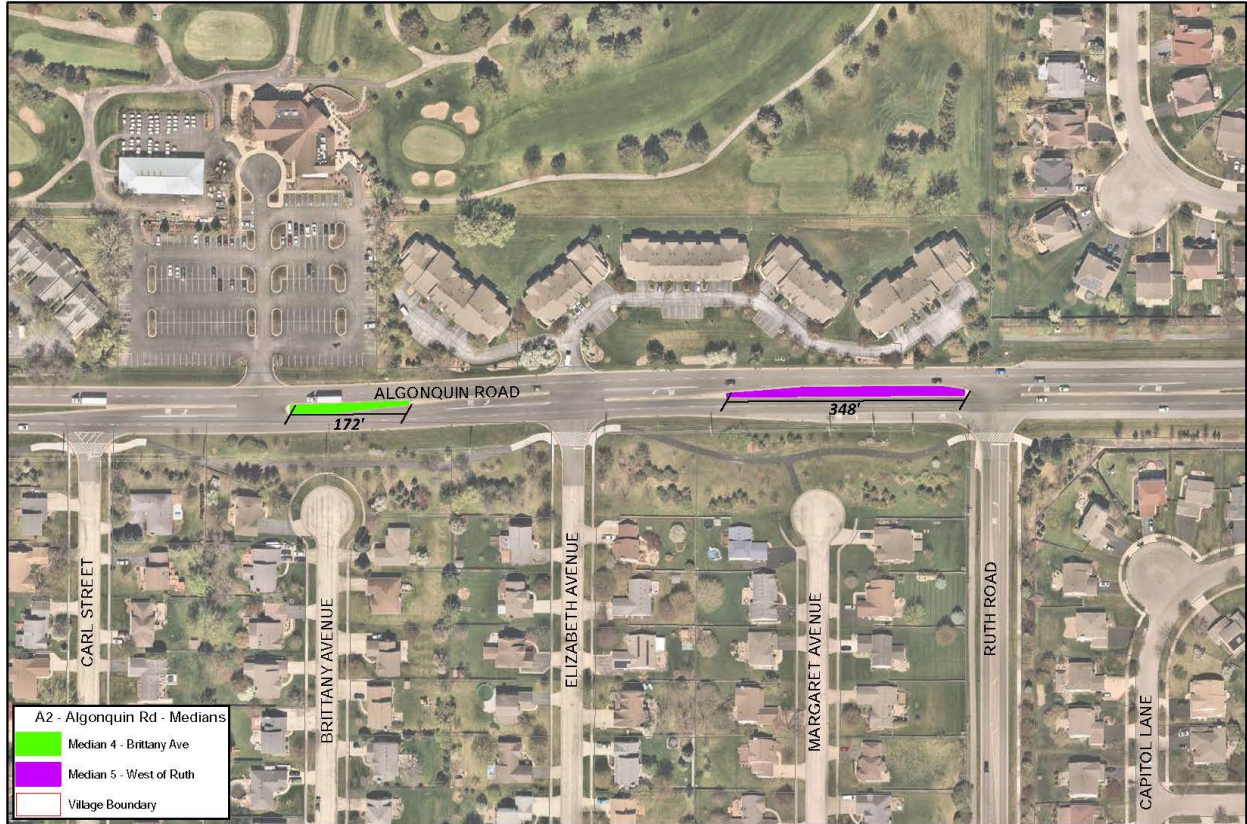 ALGONQUIN ROAD
172'
348'
CARL STREET
BRITTANY AVENUE
ELIZABETH AVENUE
MARGARET AVENUE
RUTH ROAD
CAPITOL LANE
A2 - Algonquin Rd - Medians
Median 4 - Brittany Ave
Median 5 - West of Ruth
Village Boundary